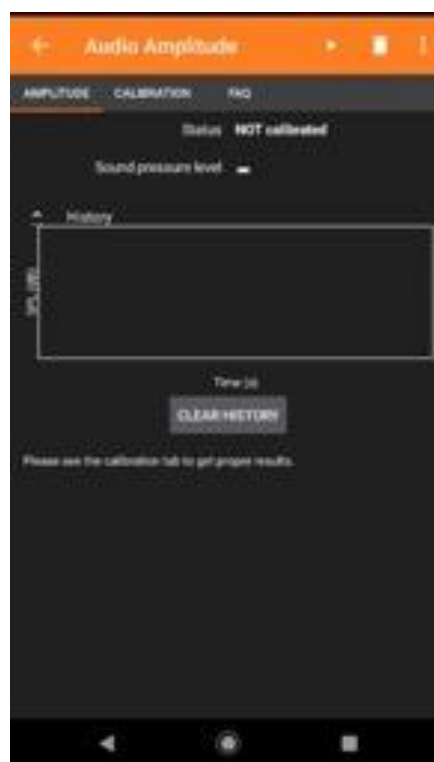 Audio Amplitude
AMPLITUDE CALIBRATION FAQ
Status NOT calibrated
Sound pressure level
History
SPL (dB)
Time (s)
CLEAR HISTORY
Please see the calibration tab to get proper results.